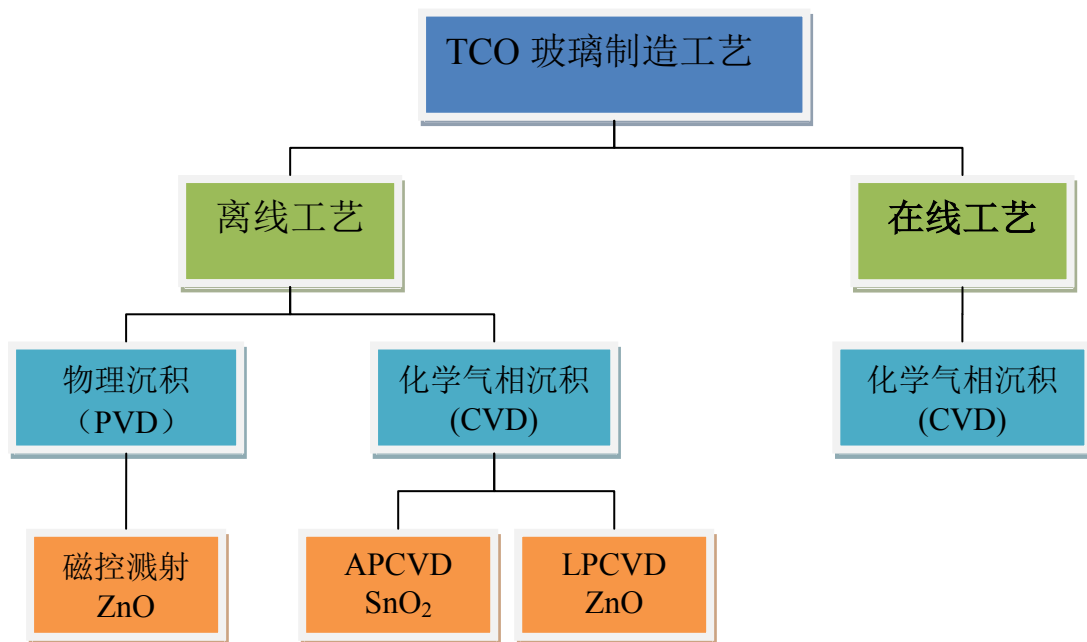 TCO 玻璃制造工艺
离线工艺
在线工艺
物理沉积
（PVD）
化学气相沉积
(CVD)
化学气相沉积
(CVD)
磁控溅射
ZnO
APCVD
SnO₂
LPCVD
ZnO